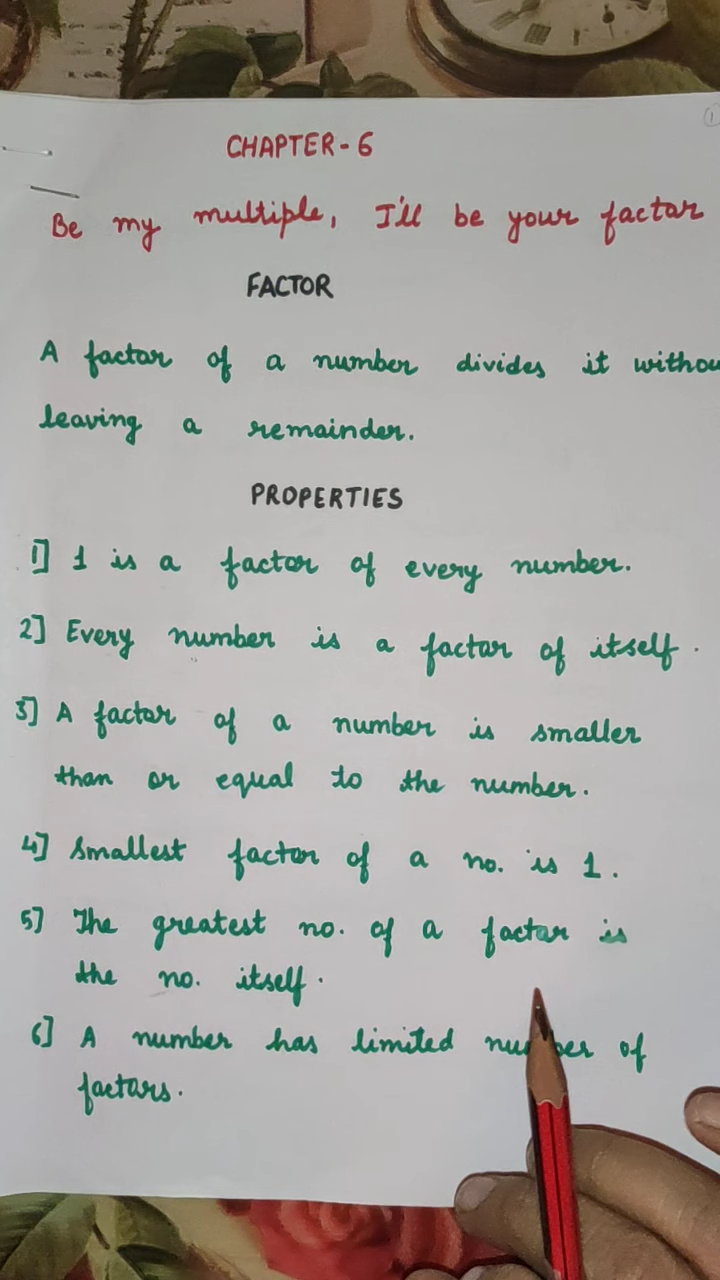 CHAPTER-6
Be my multiple, I'll be your factor
FACTOR
A factor of a number divides it withou
leaving a remainder.
PROPERTIES
1] 1 is a factor of every number.
2] Every number is a factor of itself.
3] A factor of a number is smaller
than or equal to the number.
4] Smallest factor of a no. is 1.
5] The greatest no. of a factor is
the no. itself.
6] A number has limited number of
factors.